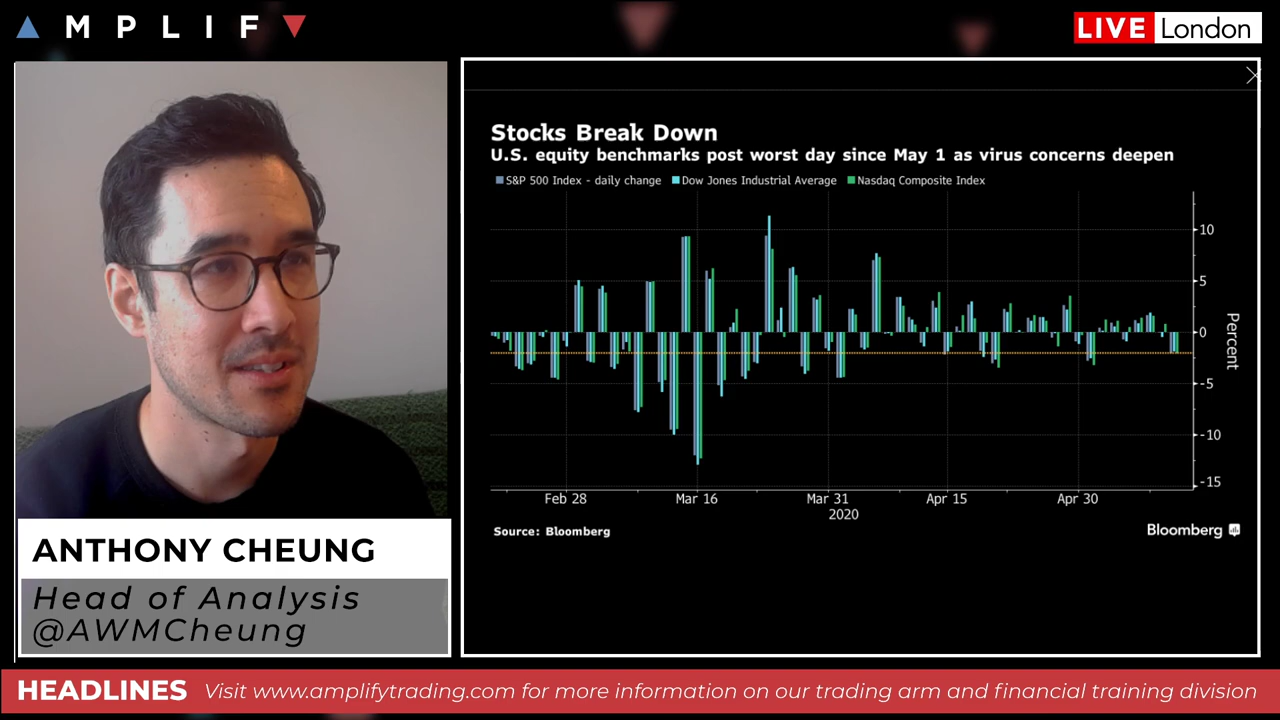 AMPLIFY
LIVE London
Stocks Break Down
U.S. equity benchmarks post worst day since May 1 as virus concerns deepen
S&P 500 Index - daily change Dow Jones Industrial Average Nasdaq Composite Index
10
5
0
-5
-10
-15
Percent
Feb 28 Mar 16 Mar 31 Apr 15 Apr 30
2020
Source: Bloomberg
Bloomberg
ANTHONY CHEUNG
Head of Analysis
@AWMCheung
HEADLINES Visit www.amplifytrading.com for more information on our trading arm and financial training division